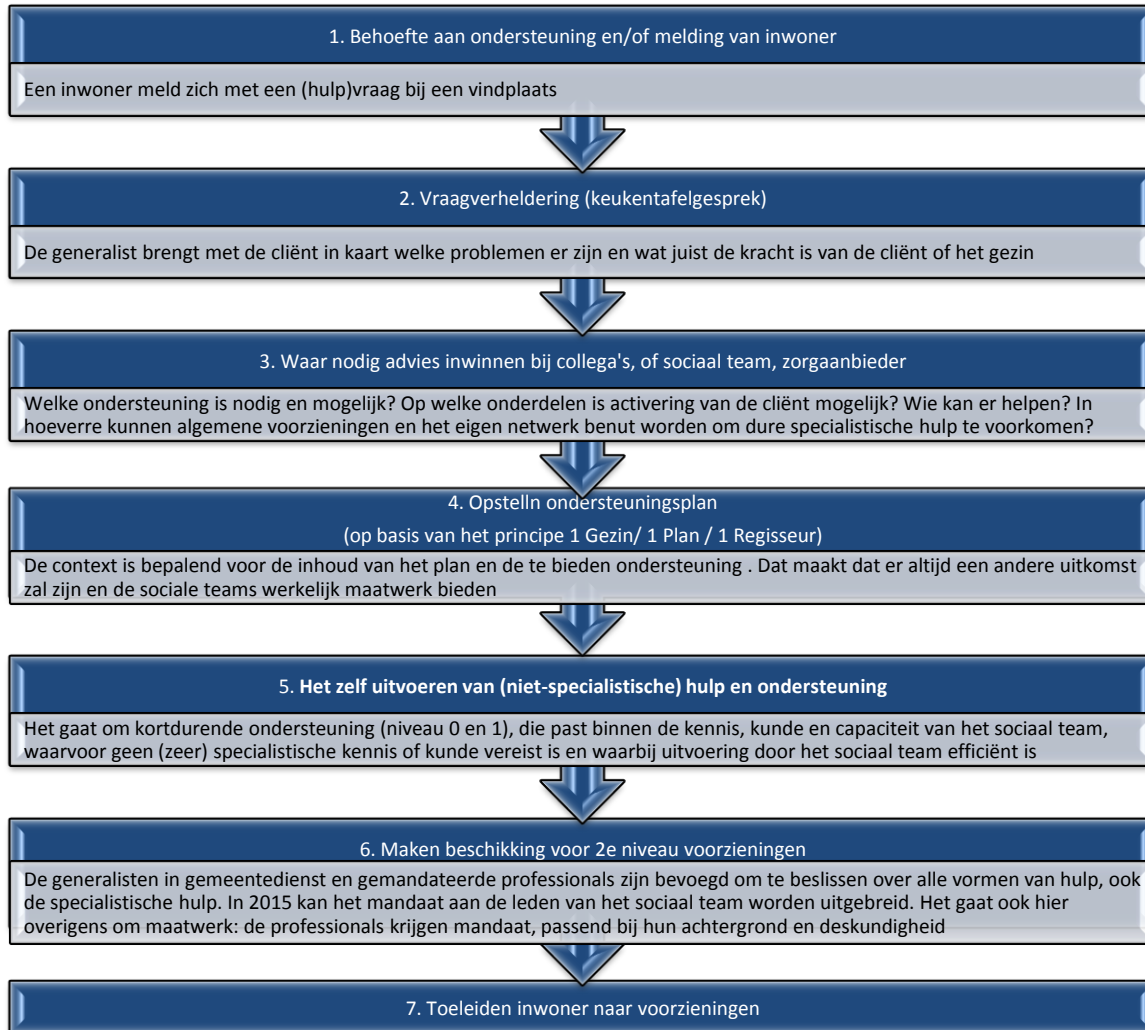 1. Behoefte aan ondersteuning en/of melding van inwoner
Een inwoner meld zich met een (hulp)vraag bij een vindplaats
2. Vraagverheldering (keukentafelgesprek)
De generalist brengt met de cliënt in kaart welke problemen er zijn en wat juist de kracht is van de cliënt of het gezin
3. Waar nodig advies inwinnen bij collega's, of sociaal team, zorgaanbieder
Welke ondersteuning is nodig en mogelijk? Op welke onderdelen is activering van de cliënt mogelijk? Wie kan er helpen? In
hoeverre kunnen algemene voorzieningen en het eigen netwerk benut worden om dure specialistische hulp te voorkomen?
4. Opstelln ondersteuningsplan
(op basis van het principe 1 Gezin/ 1 Plan / 1 Regisseur)
De context is bepalend voor de inhoud van het plan en de te bieden ondersteuning . Dat maakt dat er altijd een andere uitkomst
zal zijn en de sociale teams werkelijk maatwerk bieden
5. Het zelf uitvoeren van (niet-specialistische) hulp en ondersteuning
Het gaat om kortdurende ondersteuning (niveau 0 en 1), die past binnen de kennis, kunde en capaciteit van het sociaal team,
waarvoor geen (zeer) specialistische kennis of kunde vereist is en waarbij uitvoering door het sociaal team efficiënt is
6. Maken beschikking voor 2e niveau voorzieningen
De generalisten in gemeentedienst en gemandateerde professionals zijn bevoegd om te beslissen over alle vormen van hulp, ook
de specialistische hulp. In 2015 kan het mandaat aan de leden van het sociaal team worden uitgebreid. Het gaat ook hier
overigens om maatwerk: de professionals krijgen mandaat, passend bij hun achtergrond en deskundigheid
7. Toeleiden inwoner naar voorzieningen